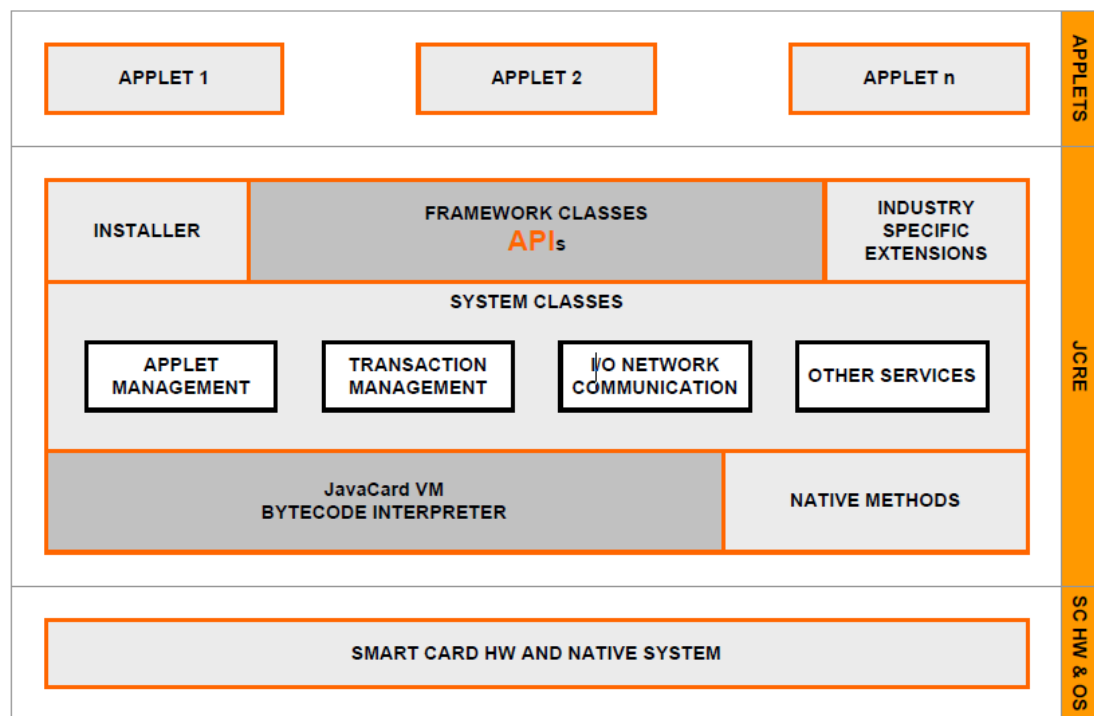 APPLET 1
APPLET 2
APPLET n
APPLETS
INSTALLER
FRAMEWORK CLASSES
APIs
INDUSTRY
SPECIFIC
EXTENSIONS
SYSTEM CLASSES
APPLET
MANAGEMENT
TRANSACTION
MANAGEMENT
I/O NETWORK
COMMUNICATION
OTHER SERVICES
JCRE
JavaCard VM
BYTECODE INTERPRETER
NATIVE METHODS
SMART CARD HW AND NATIVE SYSTEM
SC HW & OS